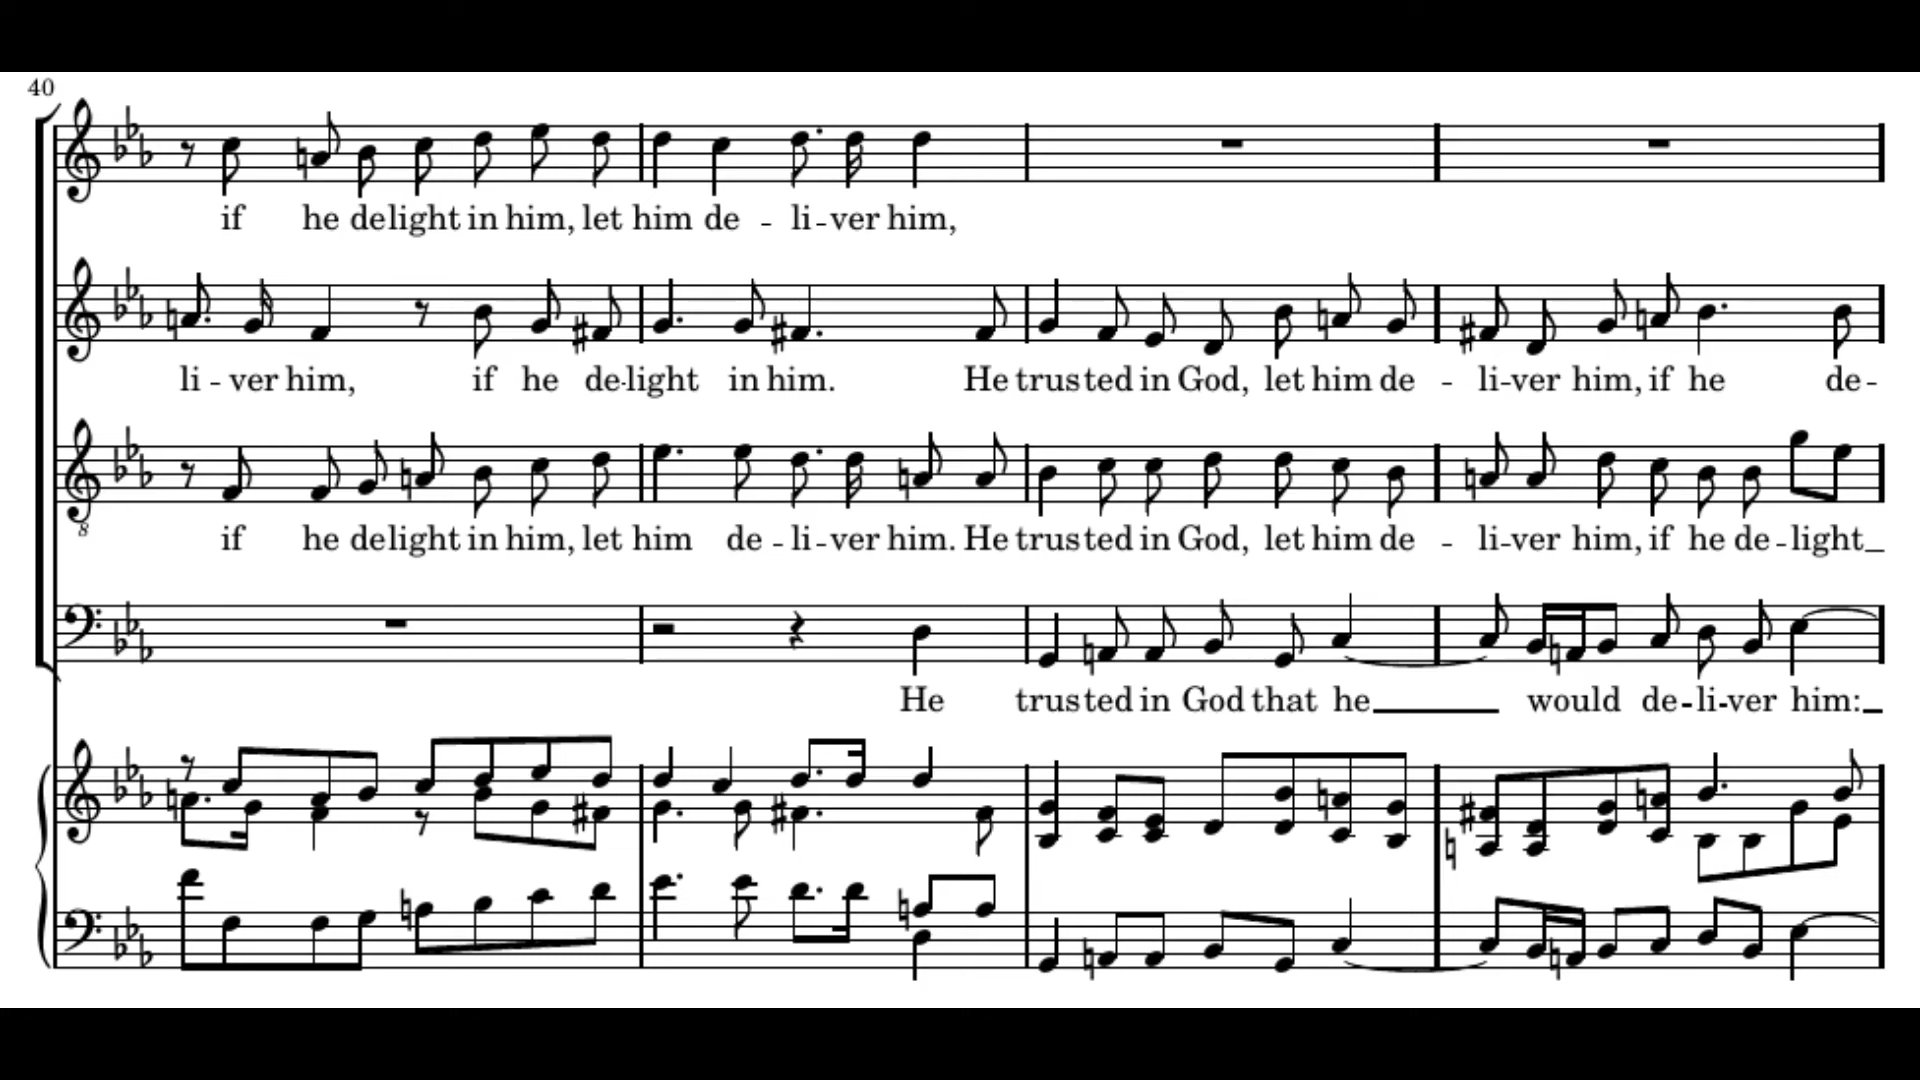 40
if he delight in him, let him de - li - ver him,
li - ver him, if he de - light in him. He trusted in God, let him de - li - ver him, if he de -
8
if he delight in him, let him de - li - ver him. He trusted in God, let him de - li - ver him, if he de - light_
He trusted in God that he_ would de - li - ver him:_